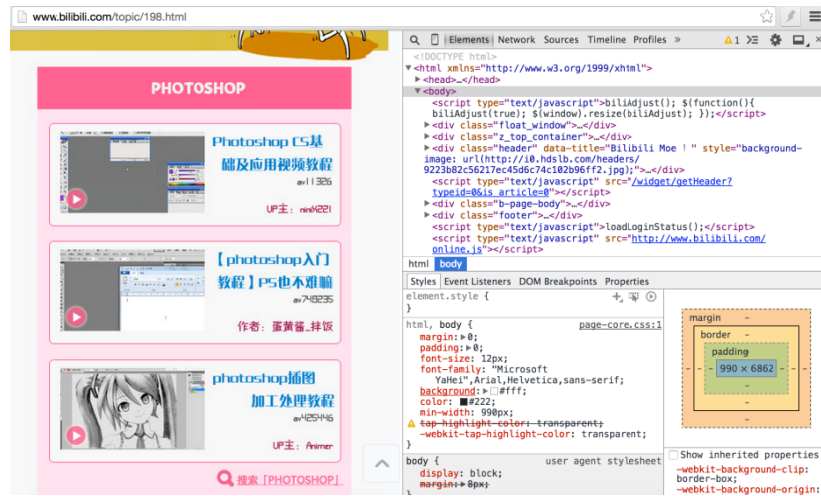 www.bilibili.com/topic/198.html
PHOTOSHOP
Photoshop CS基
础及应用视频教程
av11326
UP主：nini4221
【photoshop入门
教程】PS也不难嘛
av748235
作者：蛋黄酱_拌饭
photoshop插图
加工处理教程
av425446
UP主：Animer
搜索「PHOTOSHOP」
Elements Network Sources Timeline Profiles »
1
<!DOCTYPE html>
▼<html xmlns="http://www.w3.org/1999/xhtml">
▶<head>…</head>
▼<body>
<script type="text/javascript">biliAdjust(); $(function(){
biliAdjust(true); $(window).resize(biliAdjust); });</script>
▶<div class="float_window">…</div>
▶<div class="z_top_container">…</div>
▶<div class="header" data-title="Bilibili Moe ! " style="background-
image: url(http://i0.hdslb.com/headers/
9223b82c56217ec45d6c74c102b96ff2.jpg);">…</div>
<script type="text/javascript" src="/widget/getHeader?
typeid=0&is_article=0"></script>
▶<div class="b-page-body">…</div>
▶<div class="footer">…</div>
<script type="text/javascript">loadLoginStatus();</script>
<script type="text/javascript" src="http://www.bilibili.com/
online.js"></script>
html body
Styles Event Listeners DOM Breakpoints Properties
element.style {
}
html, body { page-core.css:1
margin:▶0;
padding:▶0;
font-size: 12px;
font-family: "Microsoft
YaHei",Arial,Helvetica,sans-serif;
background:▶#fff;
color: #222;
min-width: 990px;
tap-highlight-color: transparent;
-webkit-tap-highlight-color: transparent;
}
body { user agent stylesheet
display: block;
margin:▶8px;
}
margin -
border -
padding -
- - - 990 × 6862 - - -
-
-
-
Show inherited properties
-webkit-background-clip:
border-box;
-webkit-background-origin: